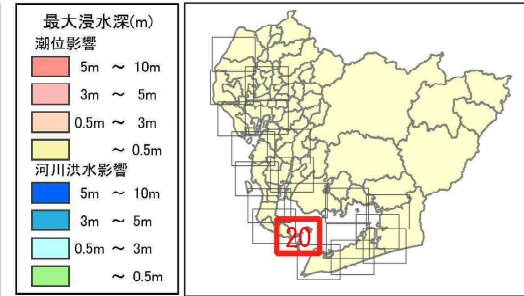 最大浸水深(m)
潮位影響
5m ～ 10m
3m ～ 5m
0.5m ～ 3m
～ 0.5m
河川洪水影響
5m ～ 10m
3m ～ 5m
0.5m ～ 3m
～ 0.5m
20